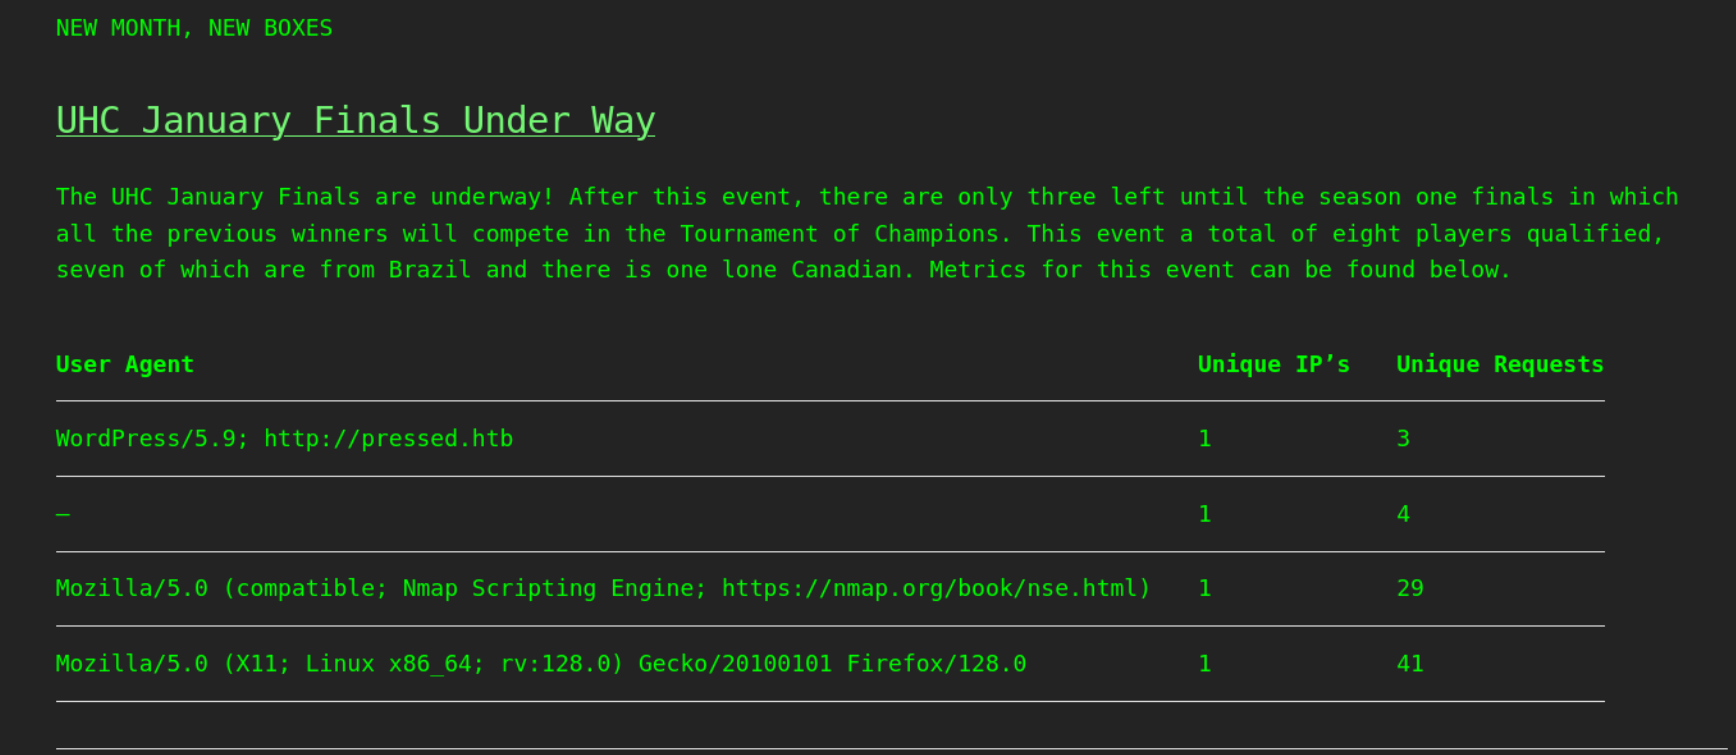 NEW MONTH, NEW BOXES
UHC January Finals Under Way
The UHC January Finals are underway! After this event, there are only three left until the season one finals in which
all the previous winners will compete in the Tournament of Champions. This event a total of eight players qualified,
seven of which are from Brazil and there is one lone Canadian. Metrics for this event can be found below.
User Agent Unique IP’s Unique Requests
WordPress/5.9; http://pressed.htb 1 3
— 1 4
Mozilla/5.0 (compatible; Nmap Scripting Engine; https://nmap.org/book/nse.html) 1 29
Mozilla/5.0 (X11; Linux x86_64; rv:128.0) Gecko/20100101 Firefox/128.0 1 41